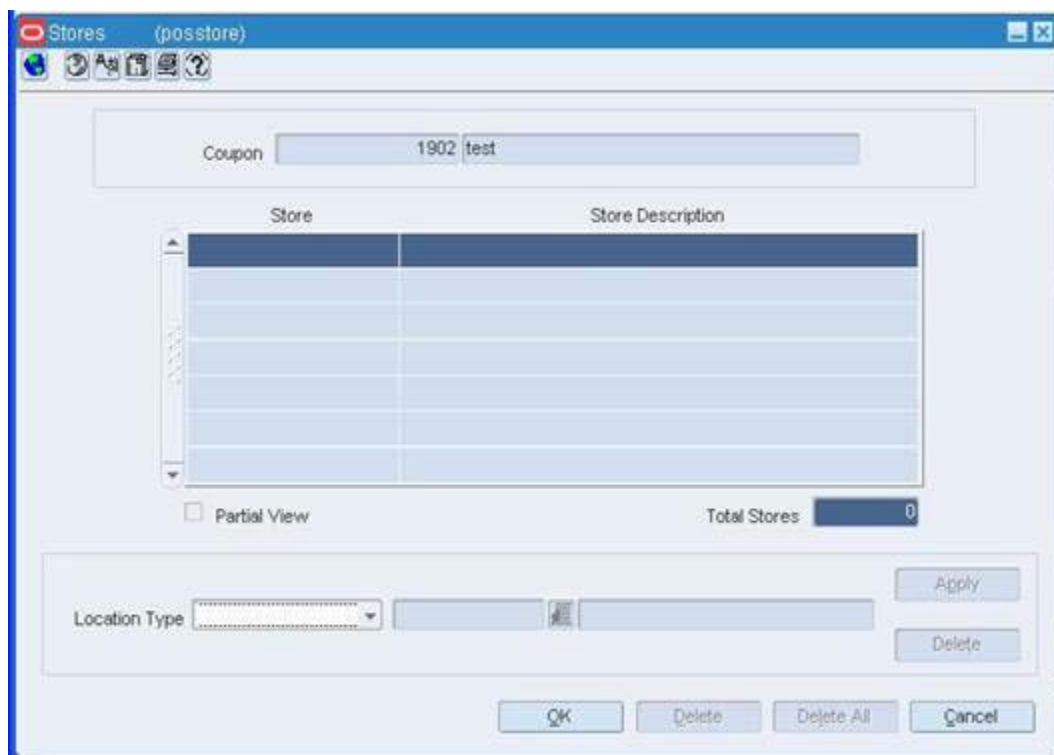 Stores (posstore)
Coupon 1902 test
Store Store Description
Partial View Total Stores 0
Apply
Location Type
Delete
OK Delete Delete All Cancel